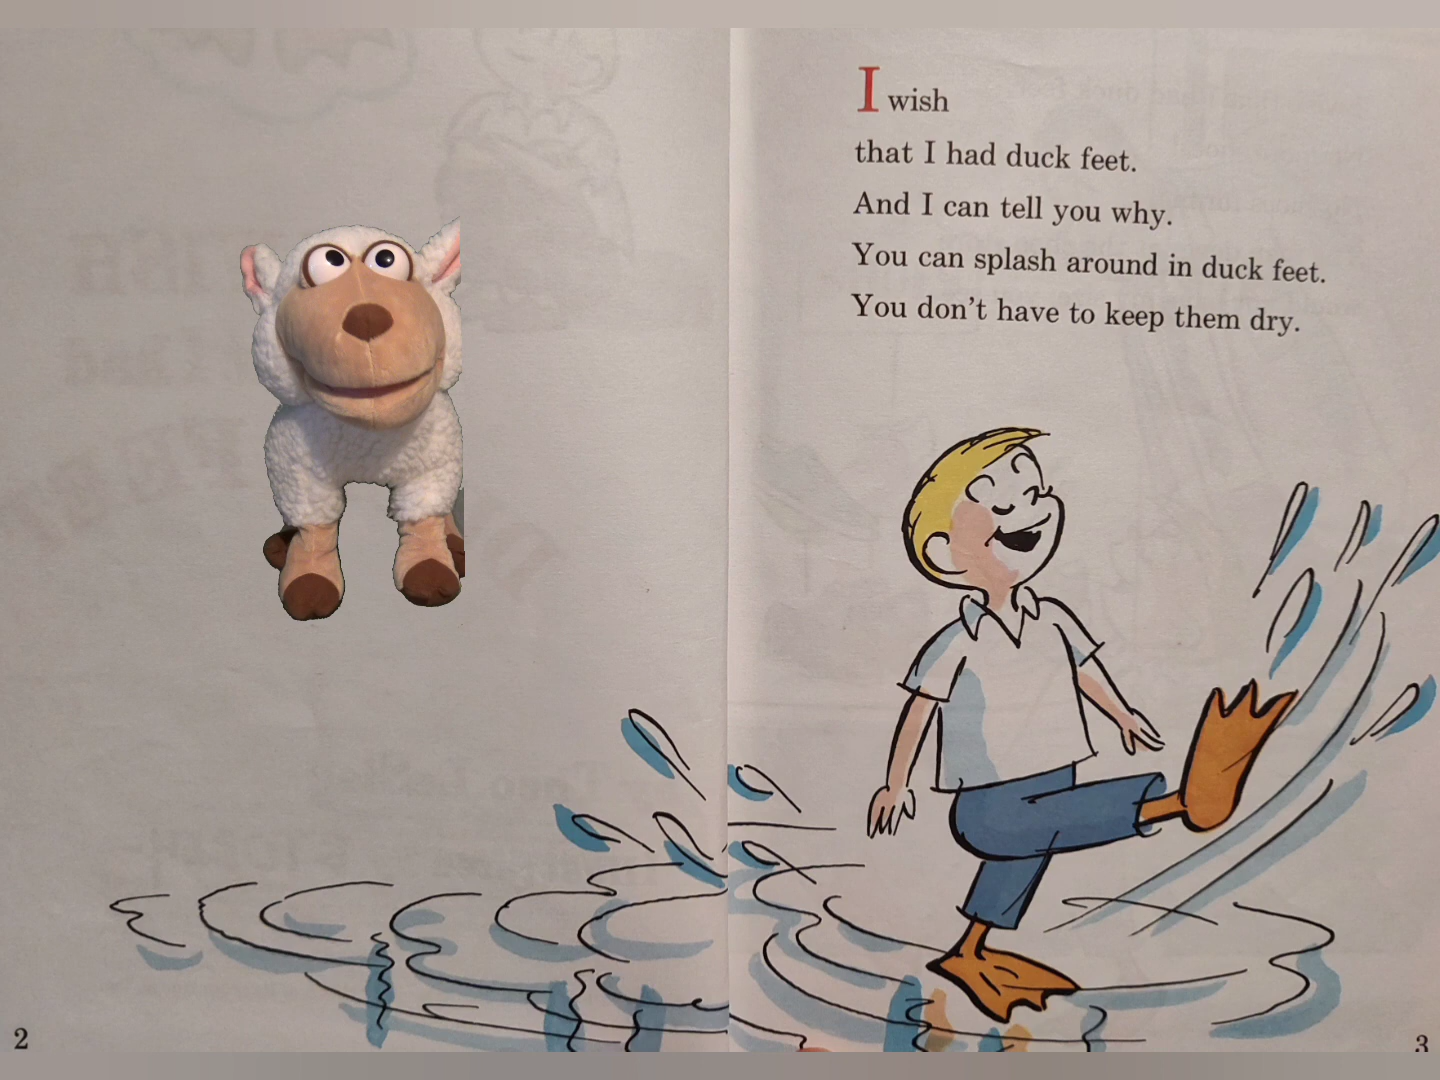 I wish
that I had duck feet.
And I can tell you why.
You can splash around in duck feet.
You don't have to keep them dry.
2
3